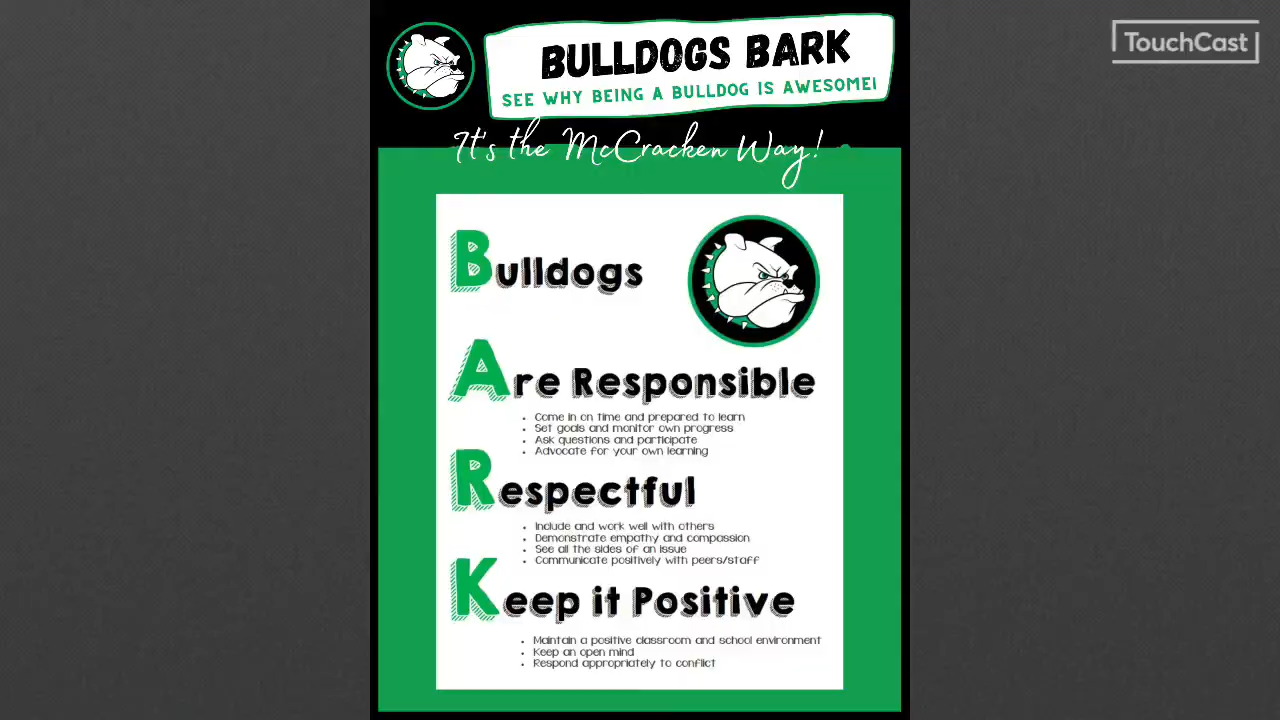 TouchCast
BULLDOGS BARK
SEE WHY BEING A BULLDOG IS AWESOME!
It's the McCracken Way!
Bulldogs
Are Responsible
• Come in on time and prepared to learn
• Set goals and monitor own progress
• Ask questions and participate
• Advocate for your own learning
Respectful
• Include and work well with others
• Demonstrate empathy and compassion
• See all the sides of an issue
• Communicate positively with peers/staff
Keep it Positive
• Maintain a positive classroom and school environment
• Keep an open mind
• Respond appropriately to conflict